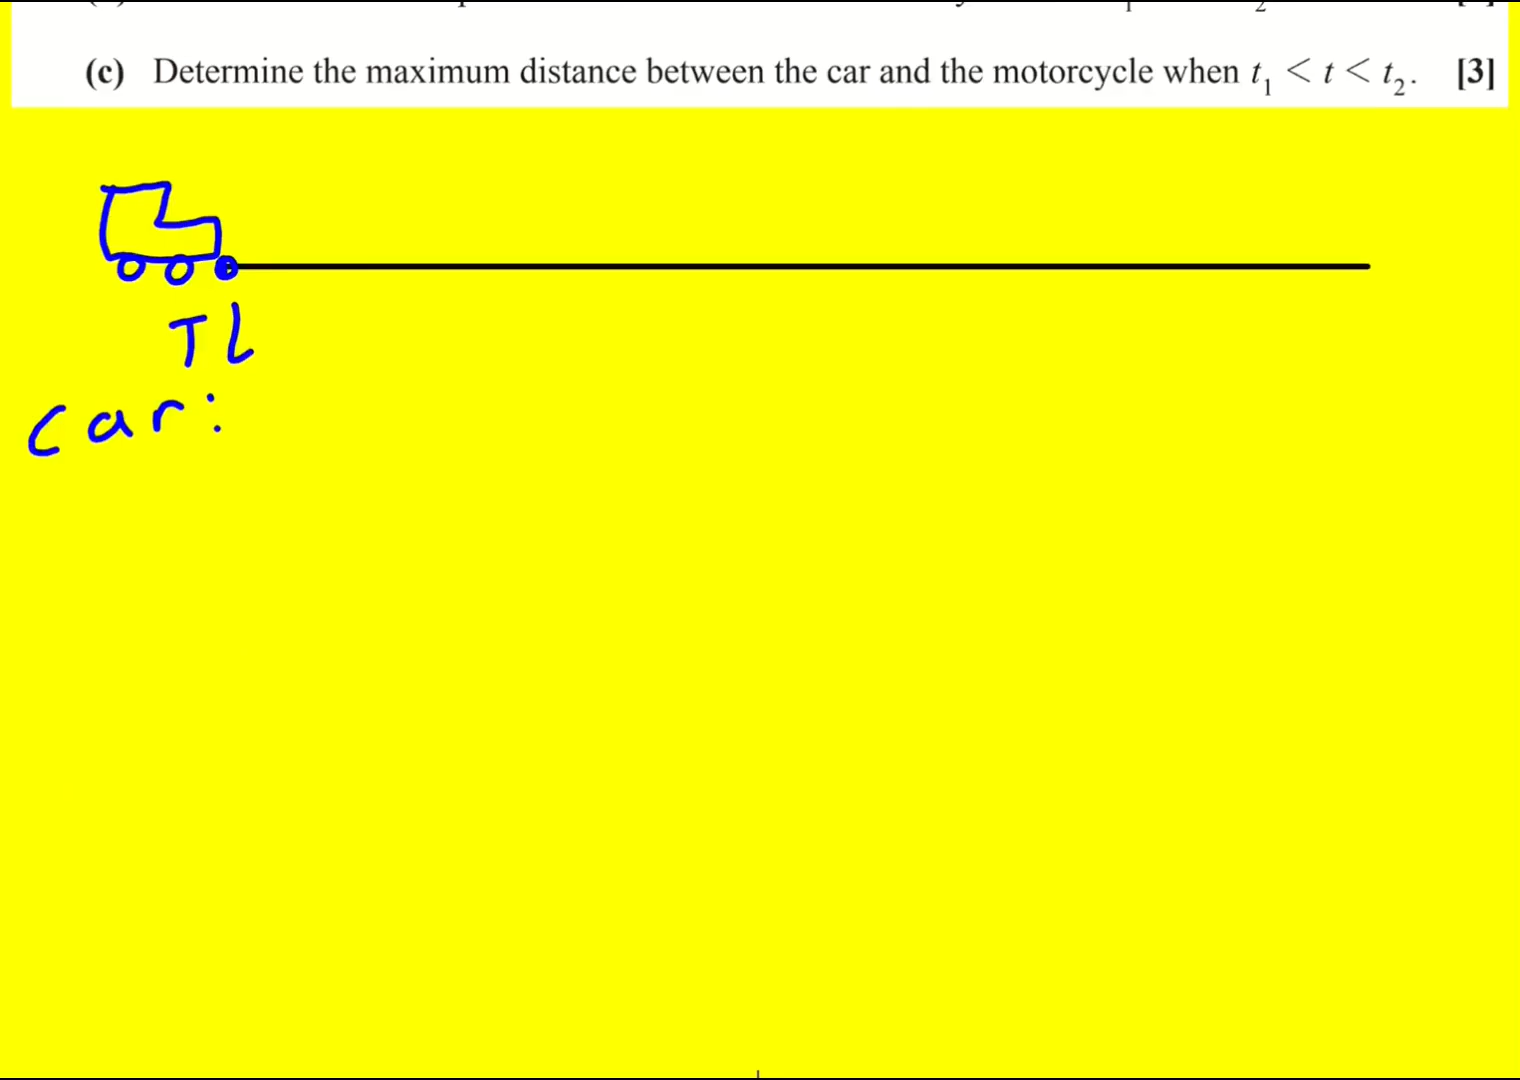 (c) Determine the maximum distance between the car and the motorcycle when t₁ < t < t₂. [3]
TL
car: